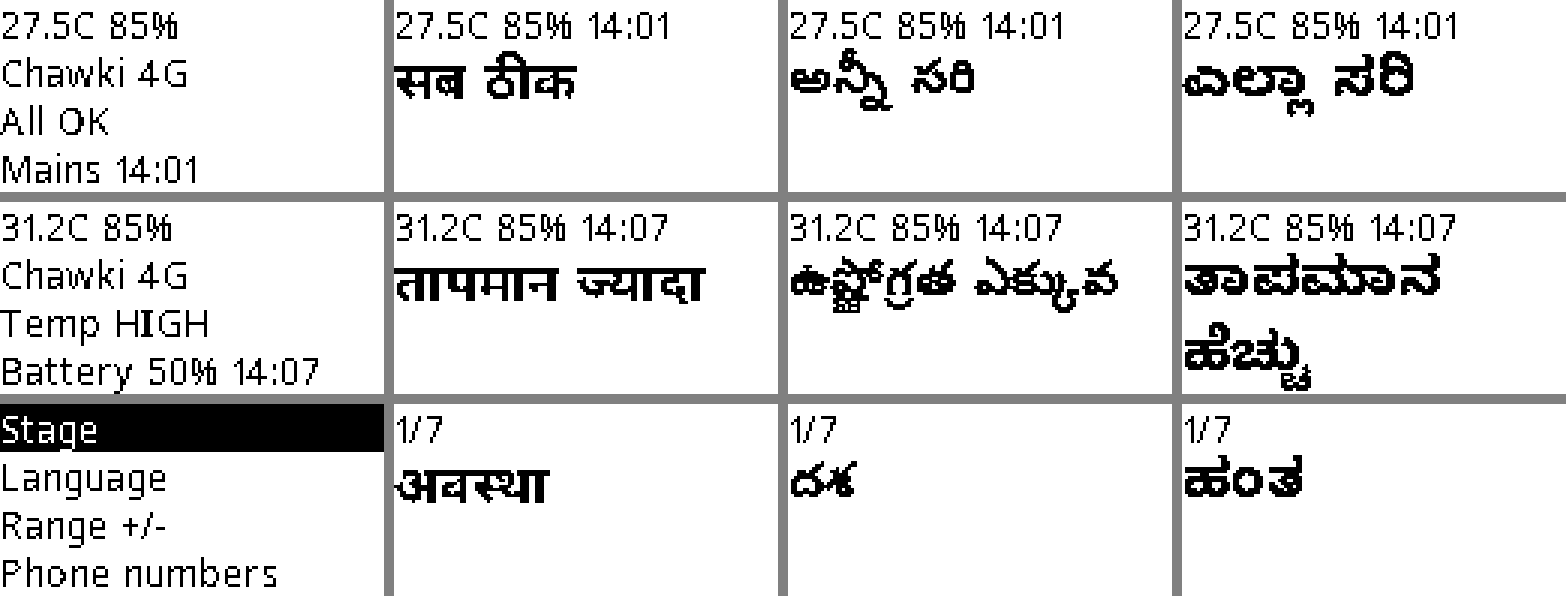 27.5C 85%
Chawki 4G
All OK
Mains 14:01
27.5C 85% 14:01
सब ठीक
27.5C 85% 14:01
అన్నీ సరి
27.5C 85% 14:01
ಎಲ್ಲಾ ಸರಿ
31.2C 85%
Chawki 4G
Temp HIGH
Battery 50% 14:07
31.2C 85% 14:07
तापमान ज्यादा
31.2C 85% 14:07
ఉష్ణోగ్రత ఎక్కువ
31.2C 85% 14:07
ತಾಪಮಾನ
ಹೆಚ್ಚು
Stage
Language
Range +/-
Phone numbers
1/7
अवस्था
1/7
దశ
1/7
ಹಂತ